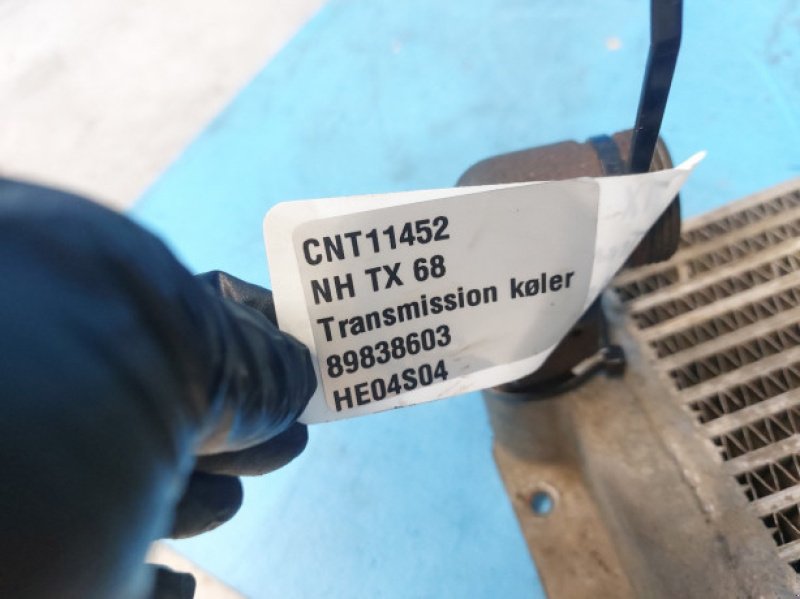 CNT11452
NH TX 68
Transmission køler
89838603
HE04S04